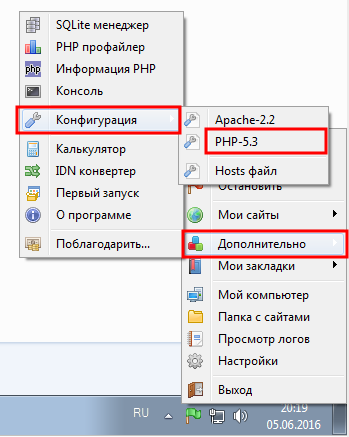 SQLite менеджер
PHP профайлер
Информация PHP
Консоль
Конфигурация
Калькулятор
IDN конвертер
Первый запуск
О программе
Поблагодарить...
Apache-2.2
PHP-5.3
Hosts файл
Остановить
Мои сайты
Дополнительно
Мои закладки
Мой компьютер
Папка с сайтами
Просмотр логов
Настройки
Выход
RU
20:19
05.06.2016